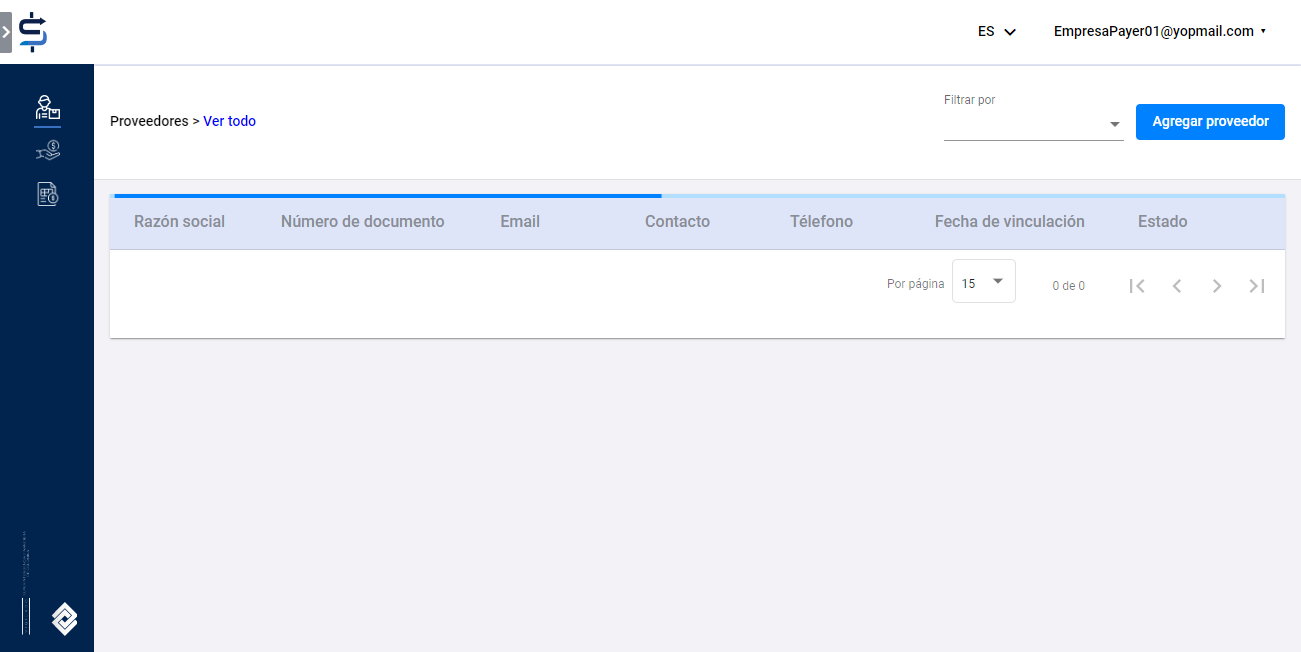 ES
EmpresaPayer01@yopmail.com
Proveedores > Ver todo
Filtrar por
Agregar proveedor
Razón social Número de documento Email Contacto Télefono Fecha de vinculación Estado
Por página 15 0 de 0